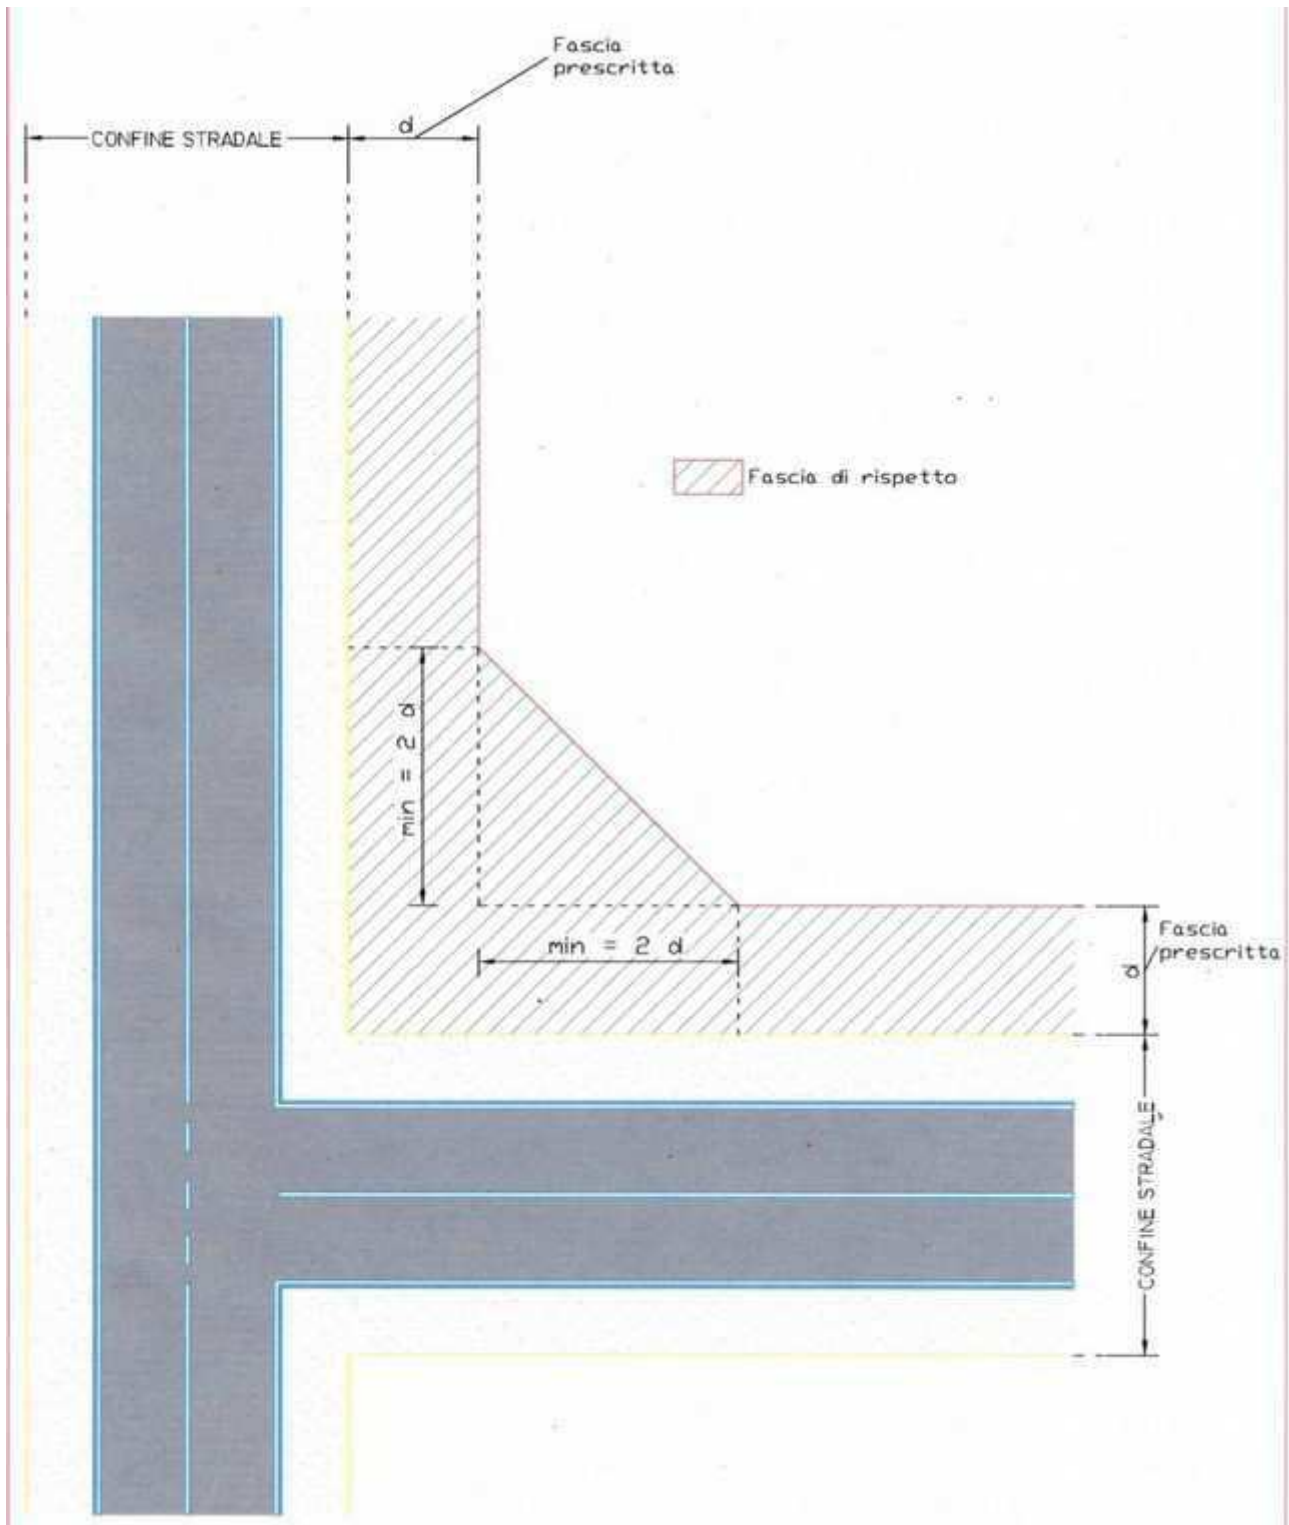 Fascia
prescritta
CONFINE STRADALE
d
Fascia di rispetto
min = 2 d
min = 2 d
Fascia
prescritta
d
CONFINE STRADALE